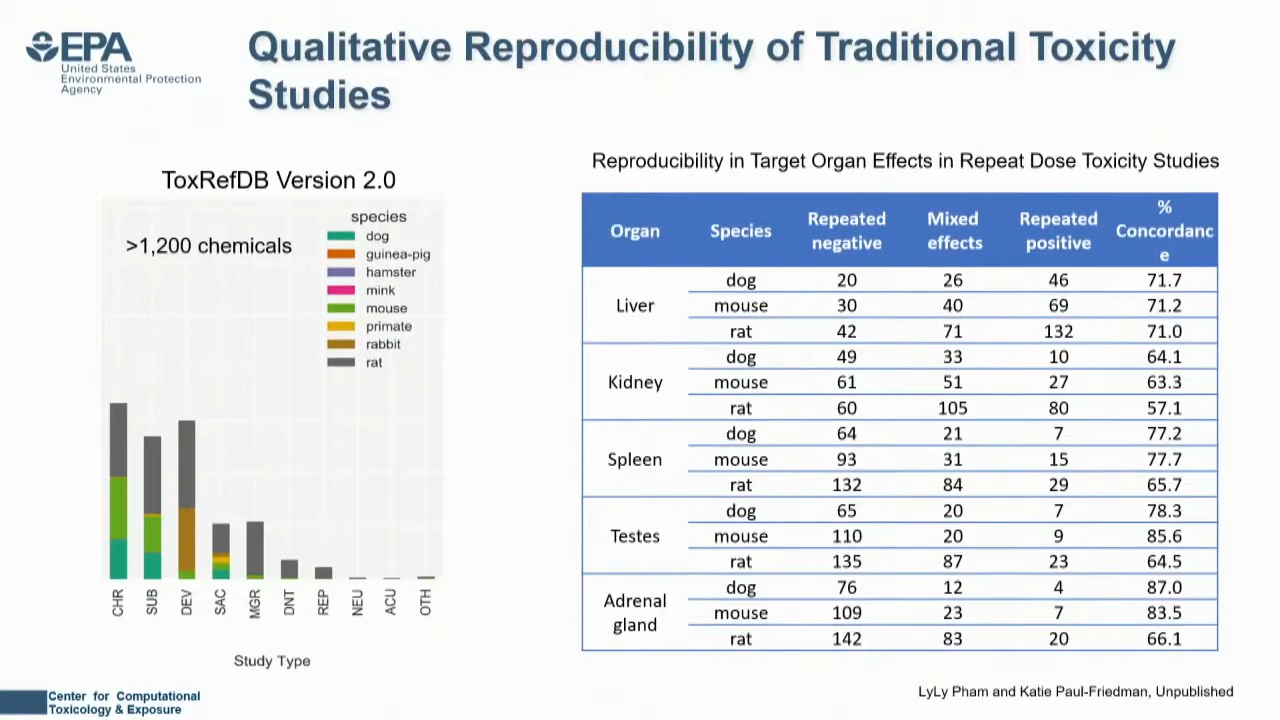 EPA
United States
Environmental Protection
Agency
Qualitative Reproducibility of Traditional Toxicity
Studies
ToxRefDB Version 2.0
>1,200 chemicals
species
dog
guinea-pig
hamster
mink
mouse
primate
rabbit
rat
CHR SUB DEV SAC MGR DNT REP NEU ACU OTH
Study Type
Reproducibility in Target Organ Effects in Repeat Dose Toxicity Studies
Organ Species Repeated negative Mixed effects Repeated positive % Concordanc e
Liver
dog 20 26 46 71.7
mouse 30 40 69 71.2
rat 42 71 132 71.0
Kidney
dog 49 33 10 64.1
mouse 61 51 27 63.3
rat 60 105 80 57.1
Spleen
dog 64 21 7 77.2
mouse 93 31 15 77.7
rat 132 84 29 65.7
Testes
dog 65 20 7 78.3
mouse 110 20 9 85.6
rat 135 87 23 64.5
Adrenal
gland
dog 76 12 4 87.0
mouse 109 23 7 83.5
rat 142 83 20 66.1
LyLy Pham and Katie Paul-Friedman, Unpublished
Center for Computational
Toxicology & Exposure